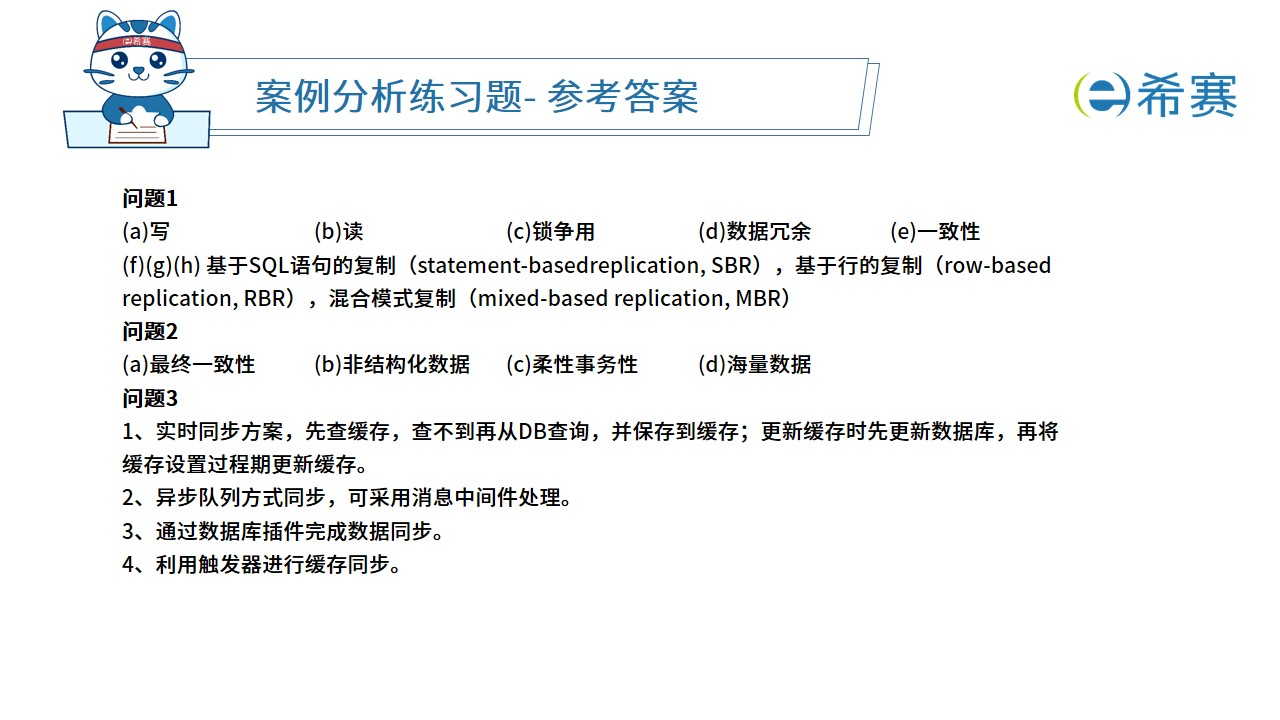 希赛
案例分析练习题- 参考答案
希赛
问题1
(a)写 (b)读 (c)锁争用 (d)数据冗余 (e)一致性
(f)(g)(h) 基于SQL语句的复制（statement-basedreplication, SBR），基于行的复制（row-based
replication, RBR），混合模式复制（mixed-based replication, MBR）
问题2
(a)最终一致性 (b)非结构化数据 (c)柔性事务性 (d)海量数据
问题3
1、实时同步方案，先查缓存，查不到再从DB查询，并保存到缓存；更新缓存时先更新数据库，再将
缓存设置过程期更新缓存。
2、异步队列方式同步，可采用消息中间件处理。
3、通过数据库插件完成数据同步。
4、利用触发器进行缓存同步。